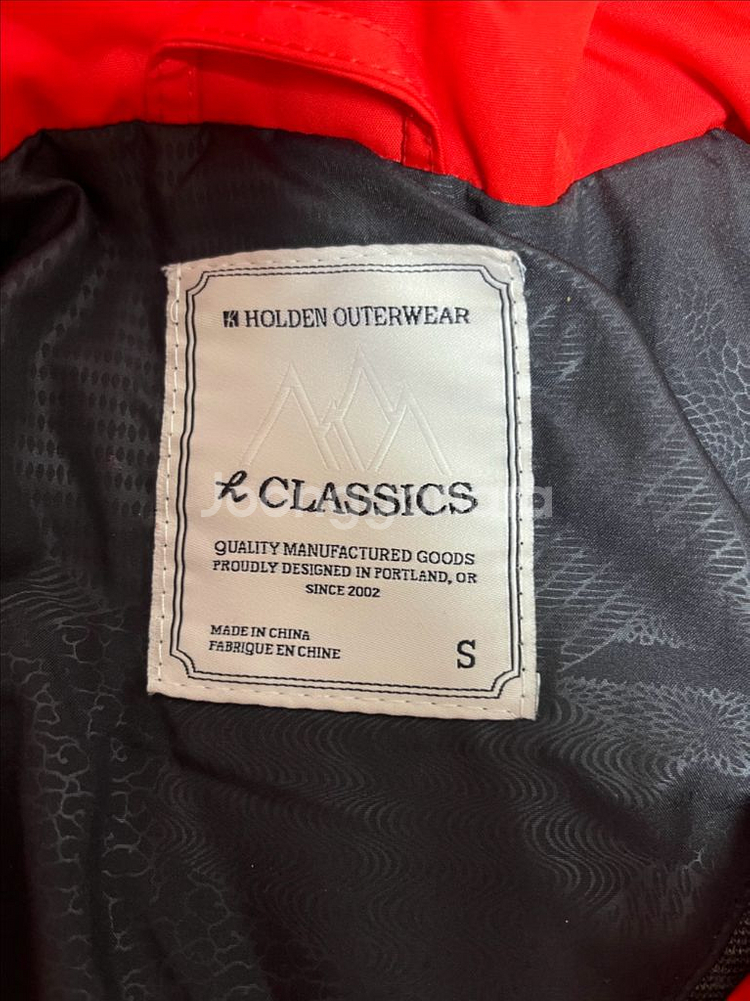 HOLDEN OUTERWEAR
h CLASSICS
QUALITY MANUFACTURED GOODS
PROUDLY DESIGNED IN PORTLAND, OR
SINCE 2002
MADE IN CHINA
FABRIQUE EN CHINE
S